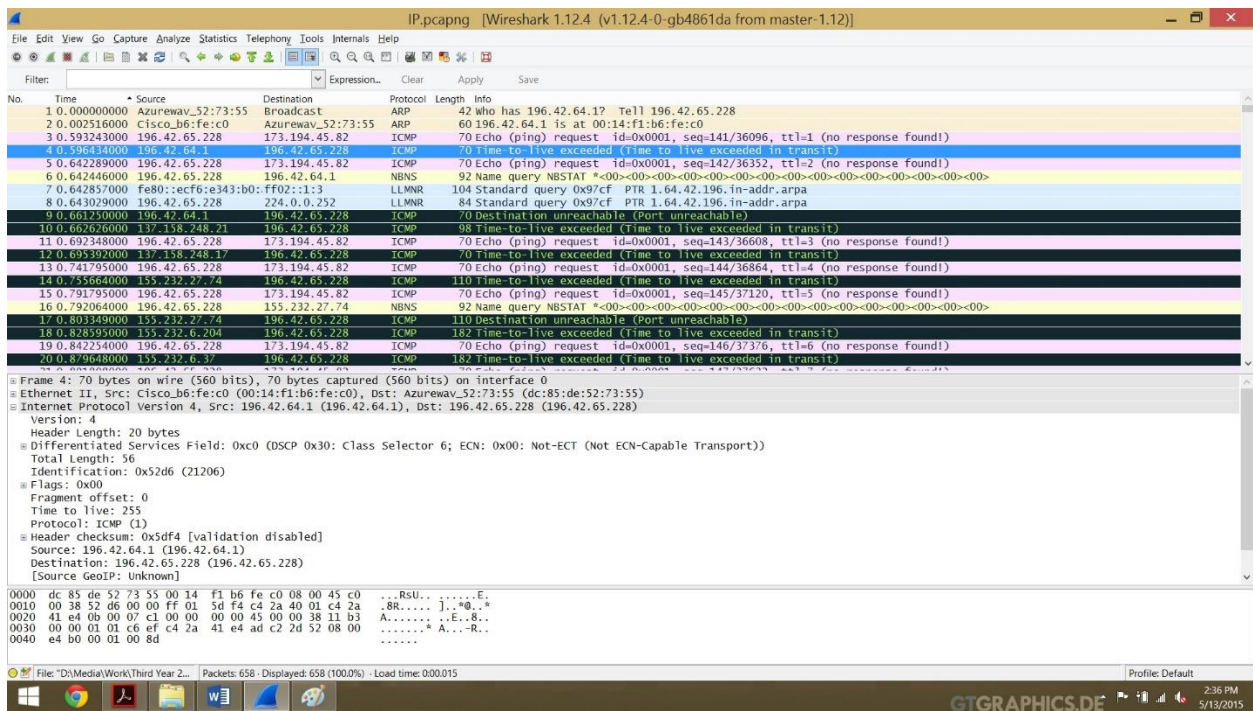 IP.pcapng [Wireshark 1.12.4 (v1.12.4-0-gb4861da from master-1.12)]
File Edit View Go Capture Analyze Statistics Telephony Tools Internals Help
Filter: Expression... Clear Apply Save
No. Time Source Destination Protocol Length Info
1 0.000000000 Azurewav_52:73:55 Broadcast ARP 42 Who has 196.42.64.1? Tell 196.42.65.228
2 0.002516000 Cisco_b6:fe:c0 Azurewav_52:73:55 ARP 60 196.42.64.1 is at 00:14:f1:b6:fe:c0
3 0.593243000 196.42.65.228 173.194.45.82 ICMP 70 Echo (ping) request id=0x0001, seq=141/36096, ttl=1 (no response found!)
4 0.596434000 196.42.64.1 196.42.65.228 ICMP 70 Time-to-live exceeded (Time to live exceeded in transit)
5 0.642289000 196.42.65.228 173.194.45.82 ICMP 70 Echo (ping) request id=0x0001, seq=142/36352, ttl=2 (no response found!)
6 0.642446000 196.42.65.228 196.42.64.1 NBNS 92 Name query NBSTAT *<00><00><00><00><00><00><00><00><00><00><00><00><00><00><00>
7 0.642857000 fe80::ecf6:e343:b0: ff02::1:3 LLMNR 104 Standard query 0x97cf PTR 1.64.42.196.in-addr.arpa
8 0.643029000 196.42.65.228 224.0.0.252 LLMNR 84 Standard query 0x97cf PTR 1.64.42.196.in-addr.arpa
9 0.661250000 196.42.64.1 196.42.65.228 ICMP 70 Destination unreachable (Port unreachable)
10 0.662626000 137.158.248.21 196.42.65.228 ICMP 98 Time-to-live exceeded (Time to live exceeded in transit)
11 0.692348000 196.42.65.228 173.194.45.82 ICMP 70 Echo (ping) request id=0x0001, seq=143/36608, ttl=3 (no response found!)
12 0.695392000 137.158.248.17 196.42.65.228 ICMP 70 Time-to-live exceeded (Time to live exceeded in transit)
13 0.741795000 196.42.65.228 173.194.45.82 ICMP 70 Echo (ping) request id=0x0001, seq=144/36864, ttl=4 (no response found!)
14 0.755664000 155.232.27.74 196.42.65.228 ICMP 110 Time-to-live exceeded (Time to live exceeded in transit)
15 0.791795000 196.42.65.228 173.194.45.82 ICMP 70 Echo (ping) request id=0x0001, seq=145/37120, ttl=5 (no response found!)
16 0.792064000 196.42.65.228 155.232.27.74 NBNS 92 Name query NBSTAT *<00><00><00><00><00><00><00><00><00><00><00><00><00><00><00>
17 0.803349000 155.232.27.74 196.42.65.228 ICMP 110 Destination unreachable (Port unreachable)
18 0.828595000 155.232.6.204 196.42.65.228 ICMP 182 Time-to-live exceeded (Time to live exceeded in transit)
19 0.842254000 196.42.65.228 173.194.45.82 ICMP 70 Echo (ping) request id=0x0001, seq=146/37376, ttl=6 (no response found!)
20 0.879648000 155.232.6.37 196.42.65.228 ICMP 182 Time-to-live exceeded (Time to live exceeded in transit)
Frame 4: 70 bytes on wire (560 bits), 70 bytes captured (560 bits) on interface 0
Ethernet II, Src: Cisco_b6:fe:c0 (00:14:f1:b6:fe:c0), Dst: Azurewav_52:73:55 (dc:85:de:52:73:55)
Internet Protocol Version 4, Src: 196.42.64.1 (196.42.64.1), Dst: 196.42.65.228 (196.42.65.228)
Version: 4
Header Length: 20 bytes
Differentiated Services Field: 0xc0 (DSCP 0x30: Class Selector 6; ECN: 0x00: Not-ECT (Not ECN-Capable Transport))
Total Length: 56
Identification: 0x52d6 (21206)
Flags: 0x00
Fragment offset: 0
Time to live: 255
Protocol: ICMP (1)
Header checksum: 0x5df4 [validation disabled]
Source: 196.42.64.1 (196.42.64.1)
Destination: 196.42.65.228 (196.42.65.228)
[Source GeoIP: Unknown]
0000 dc 85 de 52 73 55 00 14 f1 b6 fe c0 08 00 45 c0 ...RsU.. ......E.
0010 00 38 52 d6 00 00 ff 01 5d f4 c4 2a 40 01 c4 2a .8R..... ]..*@..*
0020 41 e4 0b 00 07 c1 00 00 00 00 45 00 00 38 11 b3 A....... ..E..8..
0030 00 00 01 01 c6 ef c4 2a 41 e4 ad c2 2d 52 08 00 .......* A...-R..
0040 e4 b0 00 01 00 8d ......
File: "D:\Media\Work\Third Year 2... Packets: 658 · Displayed: 658 (100.0%) · Load time: 0:00.015 Profile: Default
GTGRAPHICS.DE 2:36 PM
5/13/2015